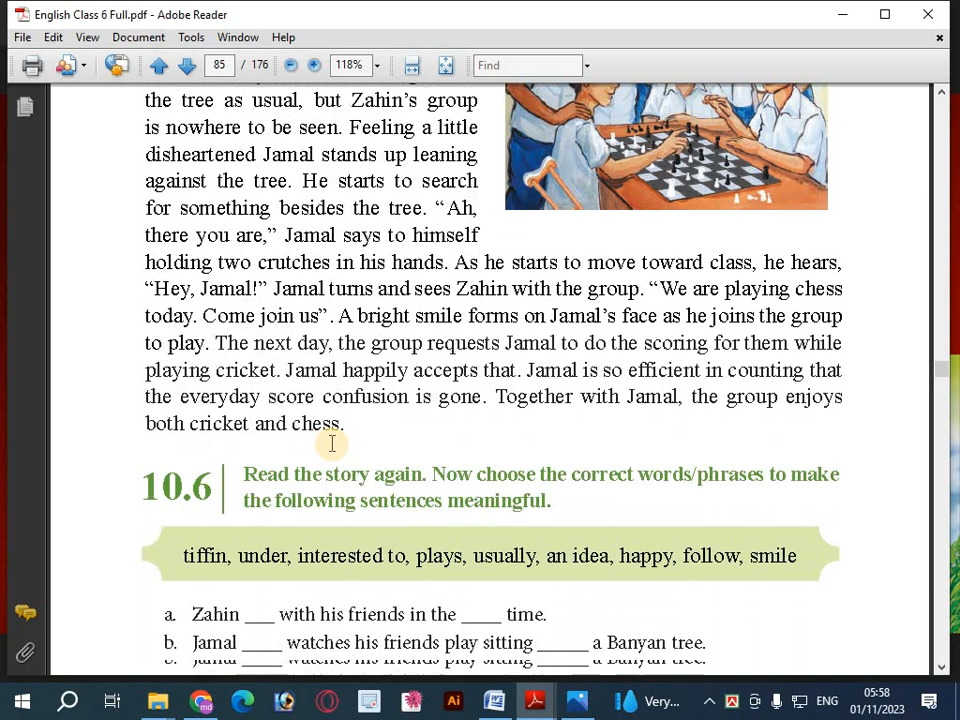 English Class 6 Full.pdf - Adobe Reader
File Edit View Document Tools Window Help
85 / 176 118% Find
the tree as usual, but Zahin's group
is nowhere to be seen. Feeling a little
disheartened Jamal stands up leaning
against the tree. He starts to search
for something besides the tree. “Ah,
there you are,” Jamal says to himself
holding two crutches in his hands. As he starts to move toward class, he hears,
“Hey, Jamal!” Jamal turns and sees Zahin with the group. “We are playing chess
today. Come join us”. A bright smile forms on Jamal's face as he joins the group
to play. The next day, the group requests Jamal to do the scoring for them while
playing cricket. Jamal happily accepts that. Jamal is so efficient in counting that
the everyday score confusion is gone. Together with Jamal, the group enjoys
both cricket and chess.
10.6 Read the story again. Now choose the correct words/phrases to make
the following sentences meaningful.
tiffin, under, interested to, plays, usually, an idea, happy, follow, smile
a. Zahin ___ with his friends in the ____ time.
b. Jamal ____ watches his friends play sitting _____ a Banyan tree.
Very... ENG 05:58
01/11/2023